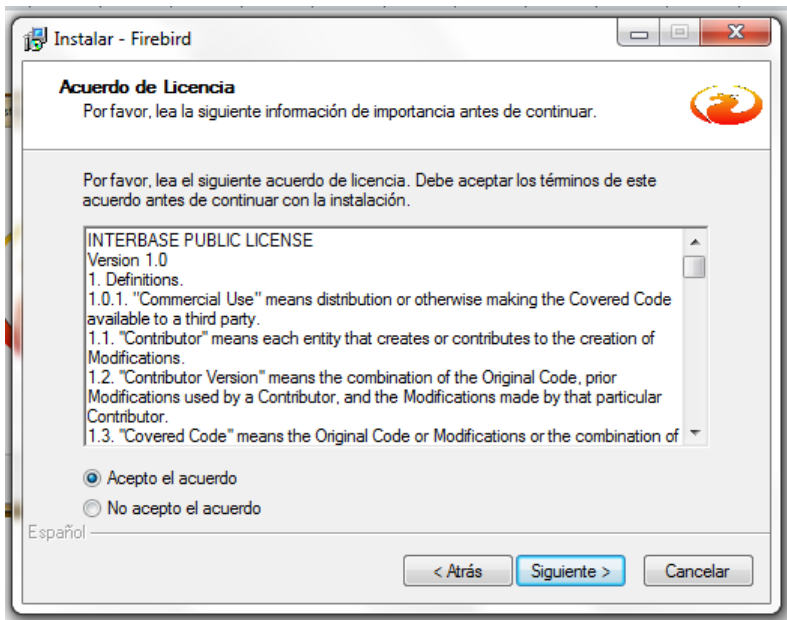 Instalar - Firebird
Acuerdo de Licencia
Por favor, lea la siguiente información de importancia antes de continuar.
Por favor, lea el siguiente acuerdo de licencia. Debe aceptar los términos de este
acuerdo antes de continuar con la instalación.
INTERBASE PUBLIC LICENSE
Version 1.0
1. Definitions.
1.0.1. "Commercial Use" means distribution or otherwise making the Covered Code
available to a third party.
1.1. "Contributor" means each entity that creates or contributes to the creation of
Modifications.
1.2. "Contributor Version" means the combination of the Original Code, prior
Modifications used by a Contributor, and the Modifications made by that particular
Contributor.
1.3. "Covered Code" means the Original Code or Modifications or the combination of
Acepto el acuerdo
No acepto el acuerdo
Español
< Atrás
Siguiente >
Cancelar